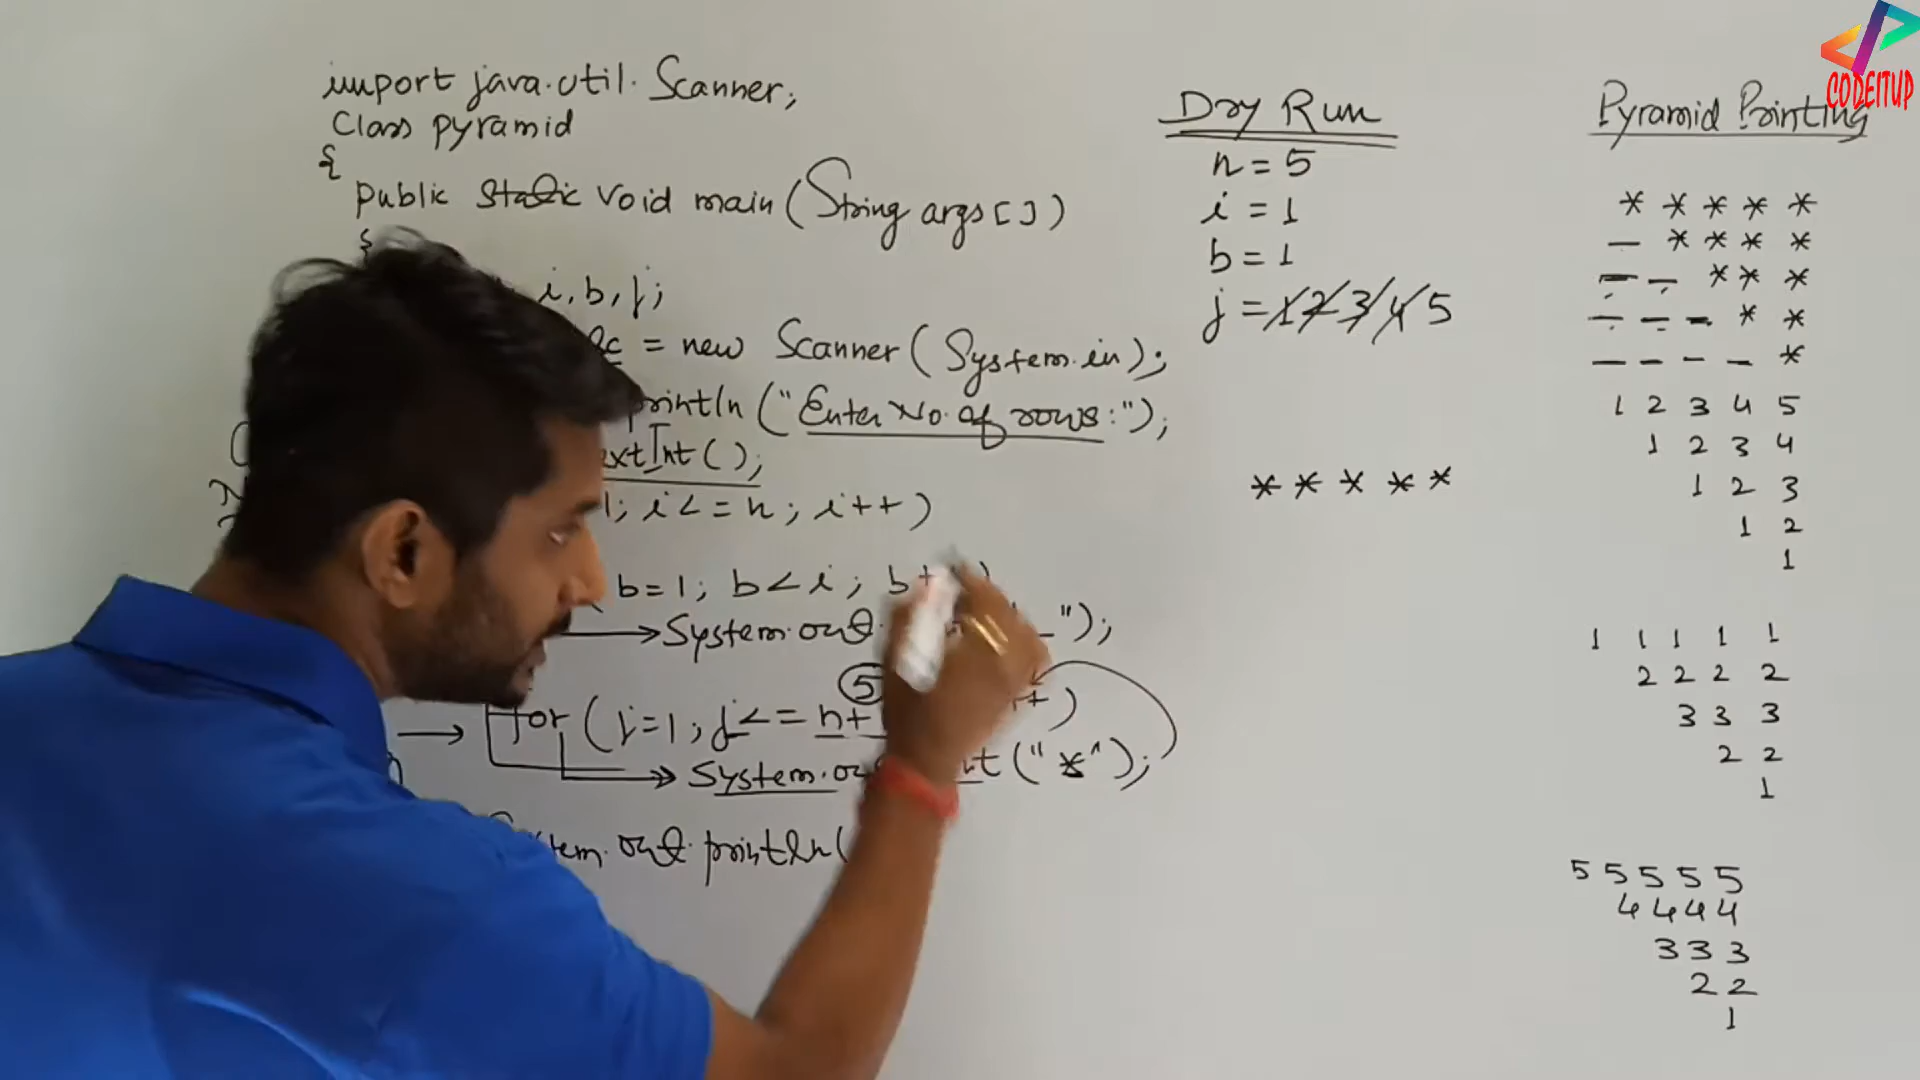 import java.util.Scanner;
Class pyramid
{
public static void main(String args[])
{
i,b,j;
= new Scanner(System.in);
println("Enter No. of rows:");
extInt();
1; i<=n; i++)
b=1; b<i; b+
System.out. ");
5
for (j=1; j<=n+ +)
System.ou t("*");
tem.out.println(
Dry Run
n=5
i=1
b=1
j=1 2 3 4 5
* * * * *
Pyramid Printing
* * * * *
_ * * * *
_ _ * * *
_ _ _ * *
_ _ _ _ *
1 2 3 4 5
1 2 3 4
1 2 3
1 2
1
1 1 1 1 1
2 2 2 2
3 3 3
2 2
1
5 5 5 5 5
4 4 4 4
3 3 3
2 2
1
CODEITUP